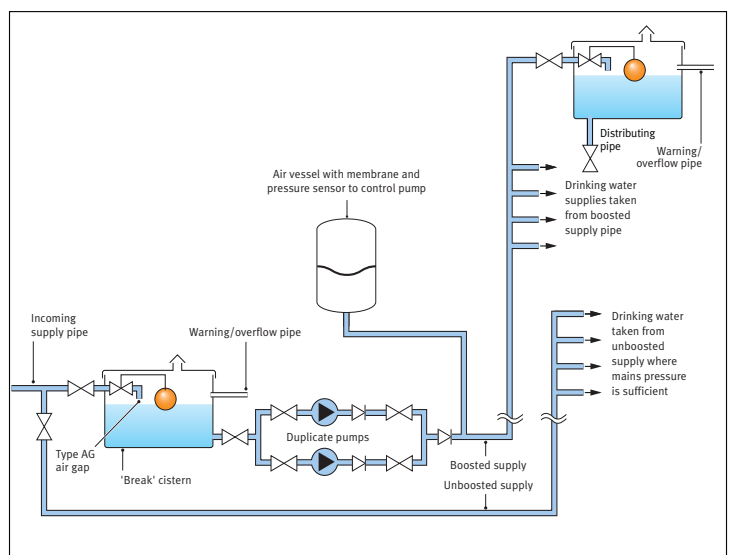 Distributing
pipe
Warning/
overflow pipe
Air vessel with membrane and
pressure sensor to control pump
Drinking water
supplies taken
from boosted
supply pipe
Incoming
supply pipe
Warning/overflow pipe
Drinking water
taken from
unboosted
supply where
mains pressure
is sufficient
Type AG
air gap
'Break' cistern
Duplicate pumps
Boosted supply
Unboosted supply